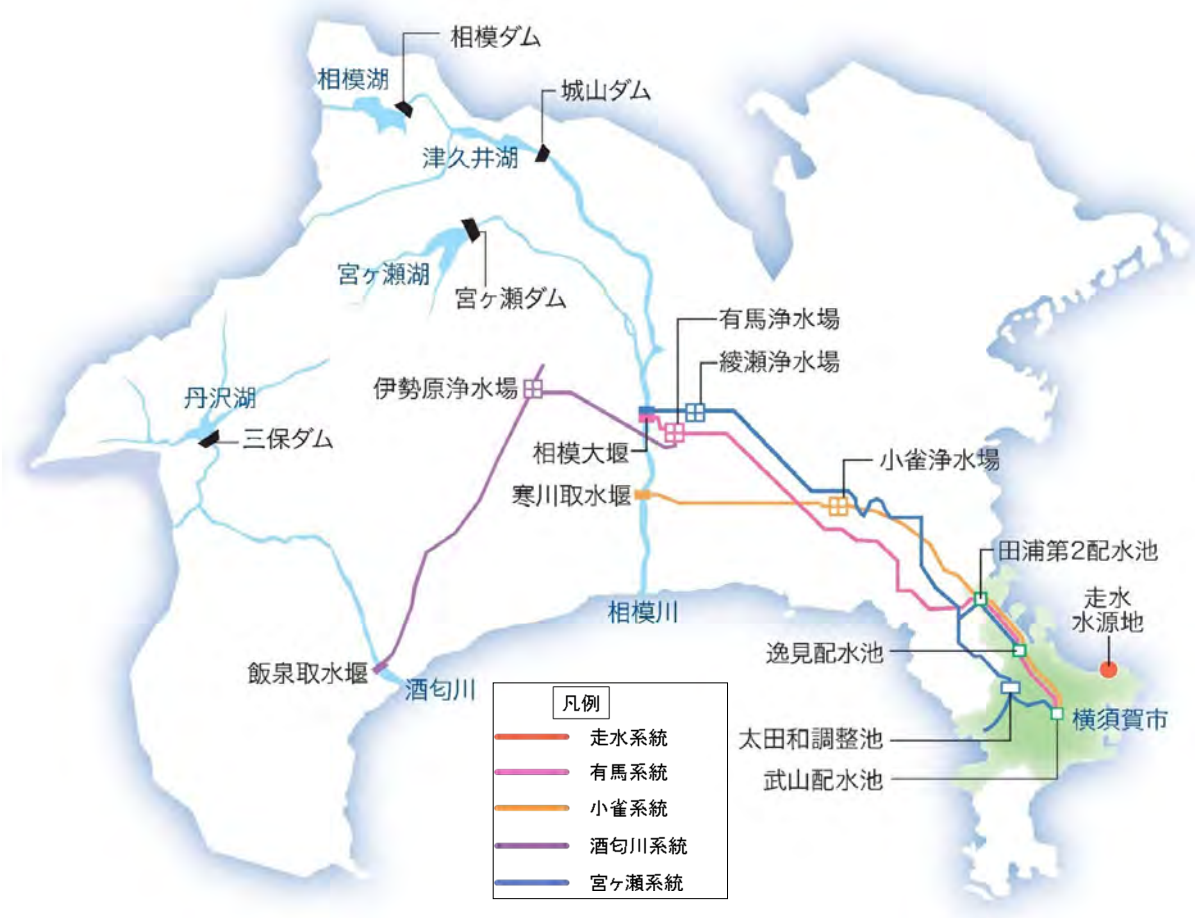 相模ダム
相模湖
城山ダム
津久井湖
宮ヶ瀬湖
宮ヶ瀬ダム
有馬浄水場
綾瀬浄水場
伊勢原浄水場
丹沢湖
三保ダム
相模大堰
小雀浄水場
寒川取水堰
田浦第2配水池
走水
水源地
相模川
逸見配水池
飯泉取水堰
酒匂川
横須賀市
太田和調整池
武山配水池
凡例
走水系統
有馬系統
小雀系統
酒匂川系統
宮ヶ瀬系統